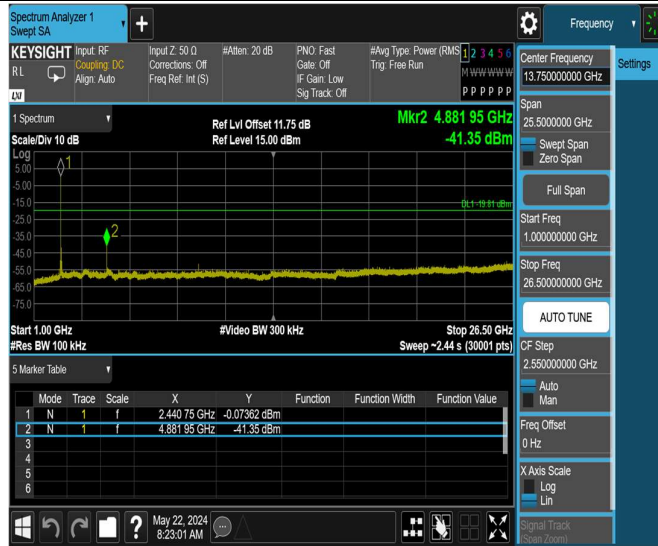 Spectrum Analyzer 1
Swept SA
Frequency
KEYSIGHT
RL
LXI
Input: RF
Coupling: DC
Align: Auto
Input Z: 50 Ω
Corrections: Off
Freq Ref: Int (S)
#Atten: 20 dB
PNO: Fast
Gate: Off
IF Gain: Low
Sig Track: Off
#Avg Type: Power (RMS
Trig: Free Run
1 2 3 4 5 6
M W W W W W
P P P P P P
Center Frequency
13.750000000 GHz
Settings
Span
25.5000000 GHz
Swept Span
Zero Span
Full Span
Start Freq
1.000000000 GHz
Stop Freq
26.500000000 GHz
AUTO TUNE
CF Step
2.550000000 GHz
Auto
Man
Freq Offset
0 Hz
X Axis Scale
Log
Lin
Signal Track
(Span Zoom)
1 Spectrum
Scale/Div 10 dB
Ref Lvl Offset 11.75 dB
Ref Level 15.00 dBm
Mkr2 4.881 95 GHz
-41.35 dBm
Log
5.00
-5.00
-15.0
-25.0
-35.0
-45.0
-55.0
-65.0
-75.0
1
2
DL1 -19.81 dBm
Start 1.00 GHz
#Video BW 300 kHz
Stop 26.50 GHz
#Res BW 100 kHz
Sweep ~2.44 s (30001 pts)
5 Marker Table
Mode Trace Scale X Y Function Function Width Function Value
1 N 1 f 2.440 75 GHz -0.07362 dBm
2 N 1 f 4.881 95 GHz -41.35 dBm
3
4
5
6
?
May 22, 2024
8:23:01 AM